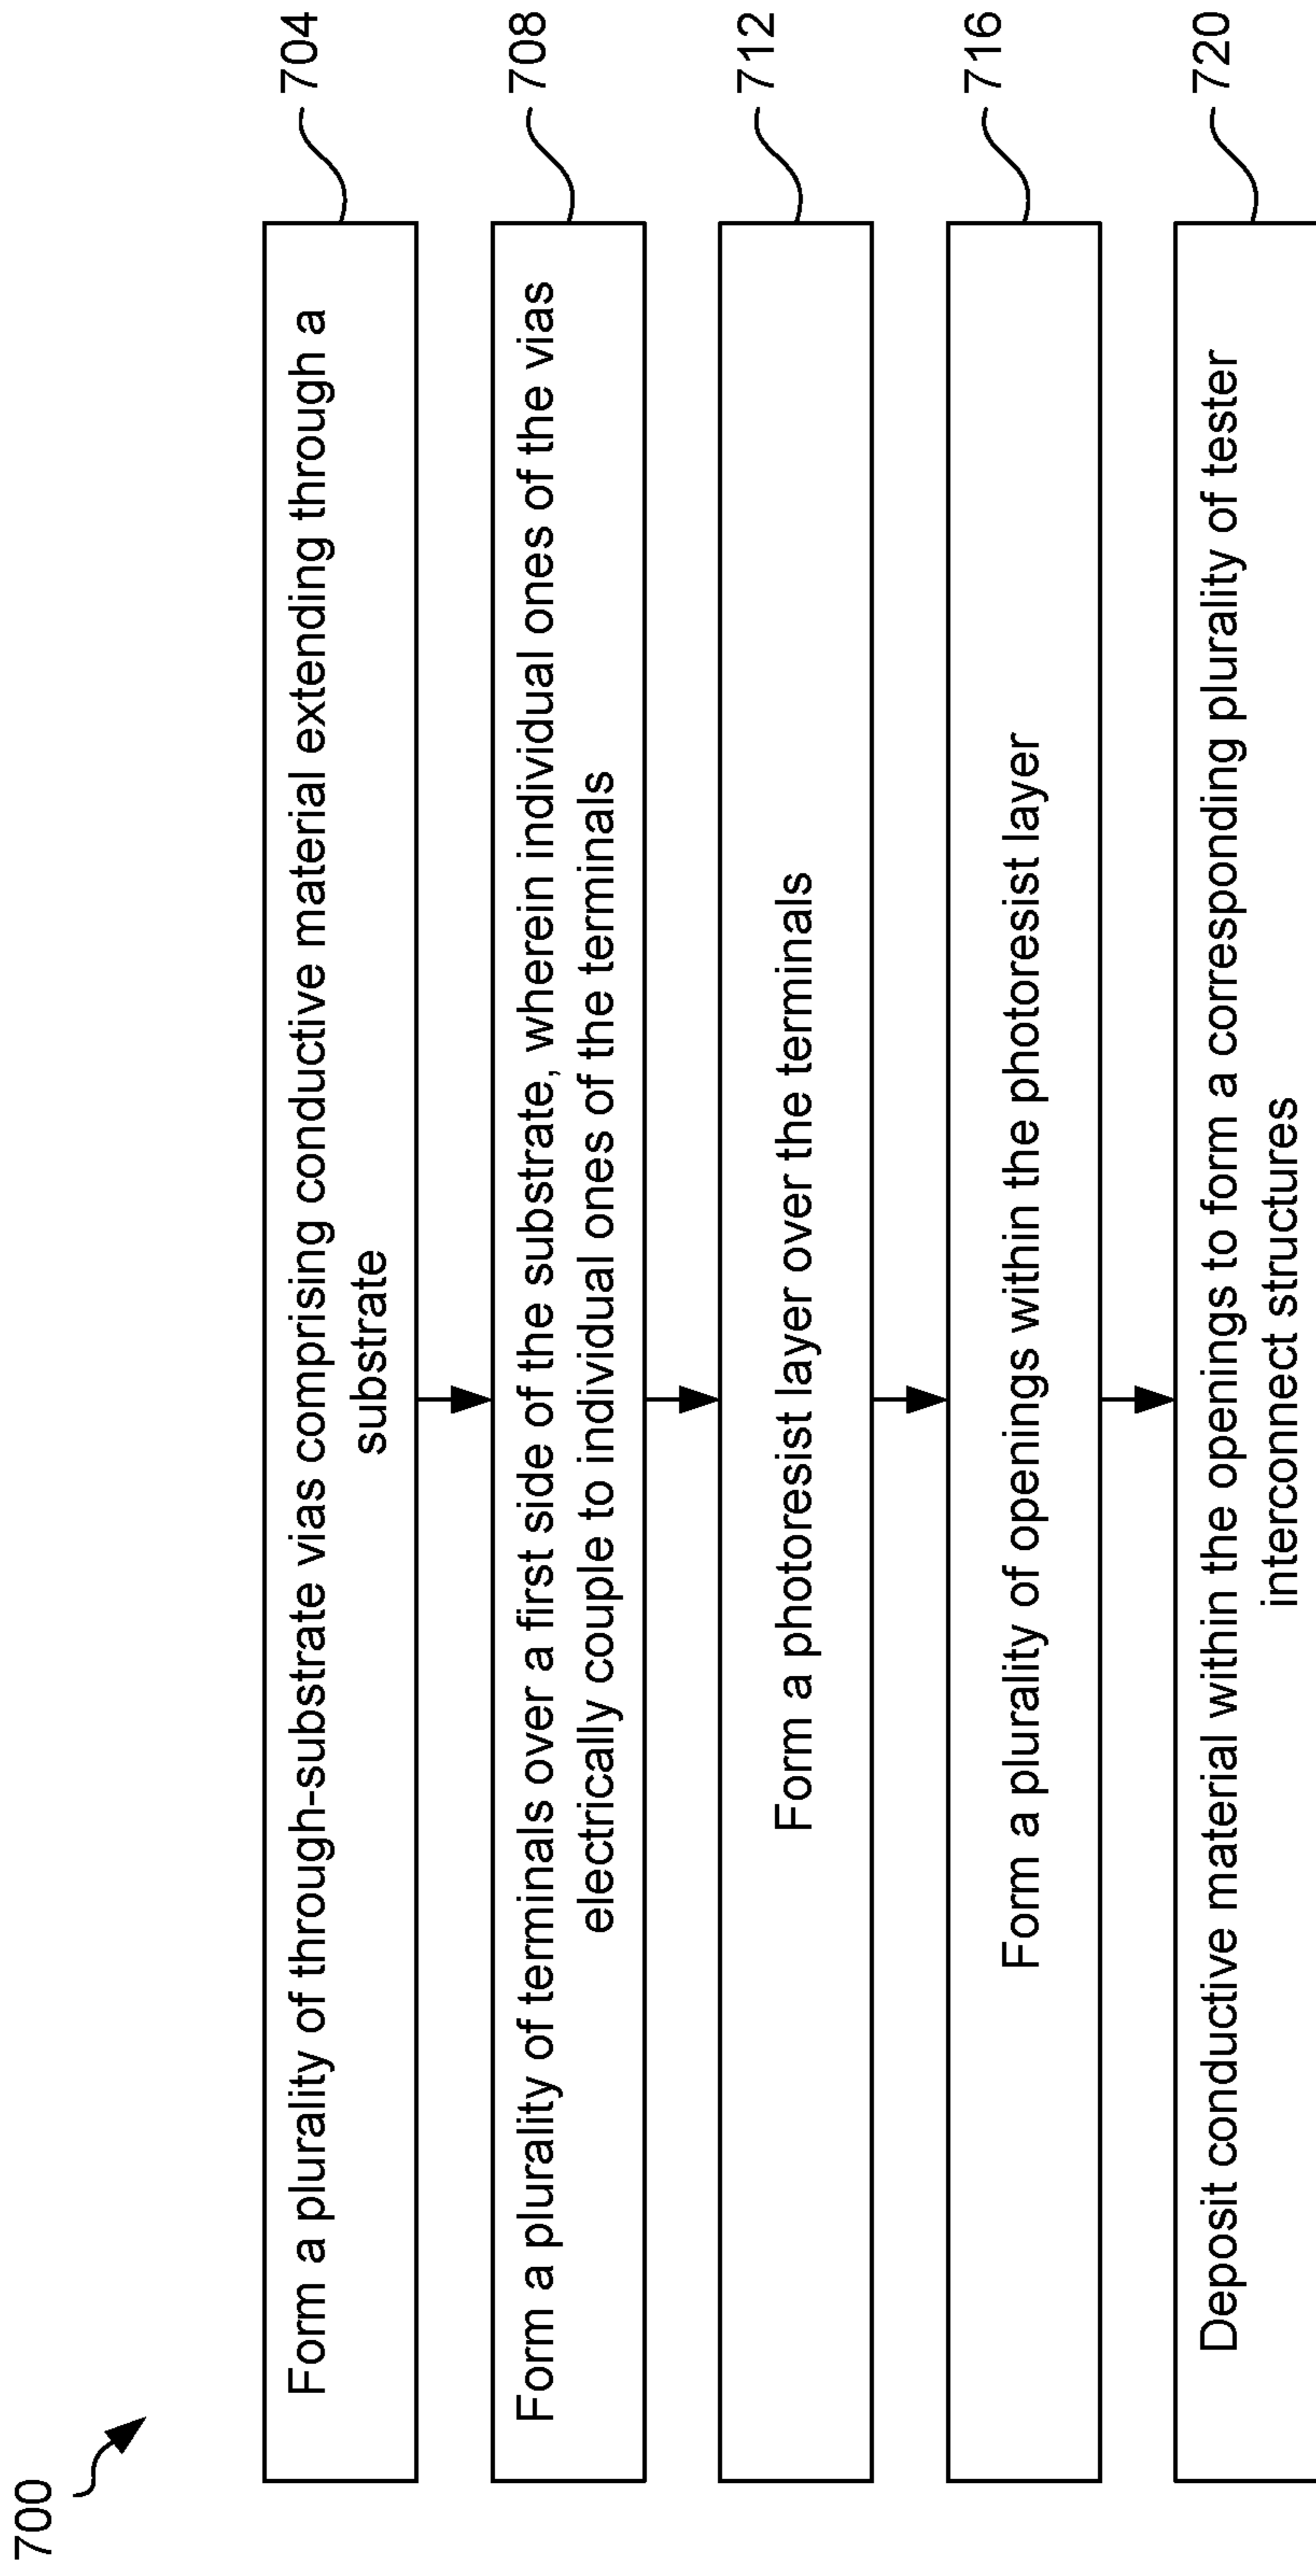 700
Form a plurality of through-substrate vias comprising conductive material extending through a
substrate
704
Form a plurality of terminals over a first side of the substrate, wherein individual ones of the vias
electrically couple to individual ones of the terminals
708
Form a photoresist layer over the terminals
712
Form a plurality of openings within the photoresist layer
716
Deposit conductive material within the openings to form a corresponding plurality of tester
interconnect structures
720